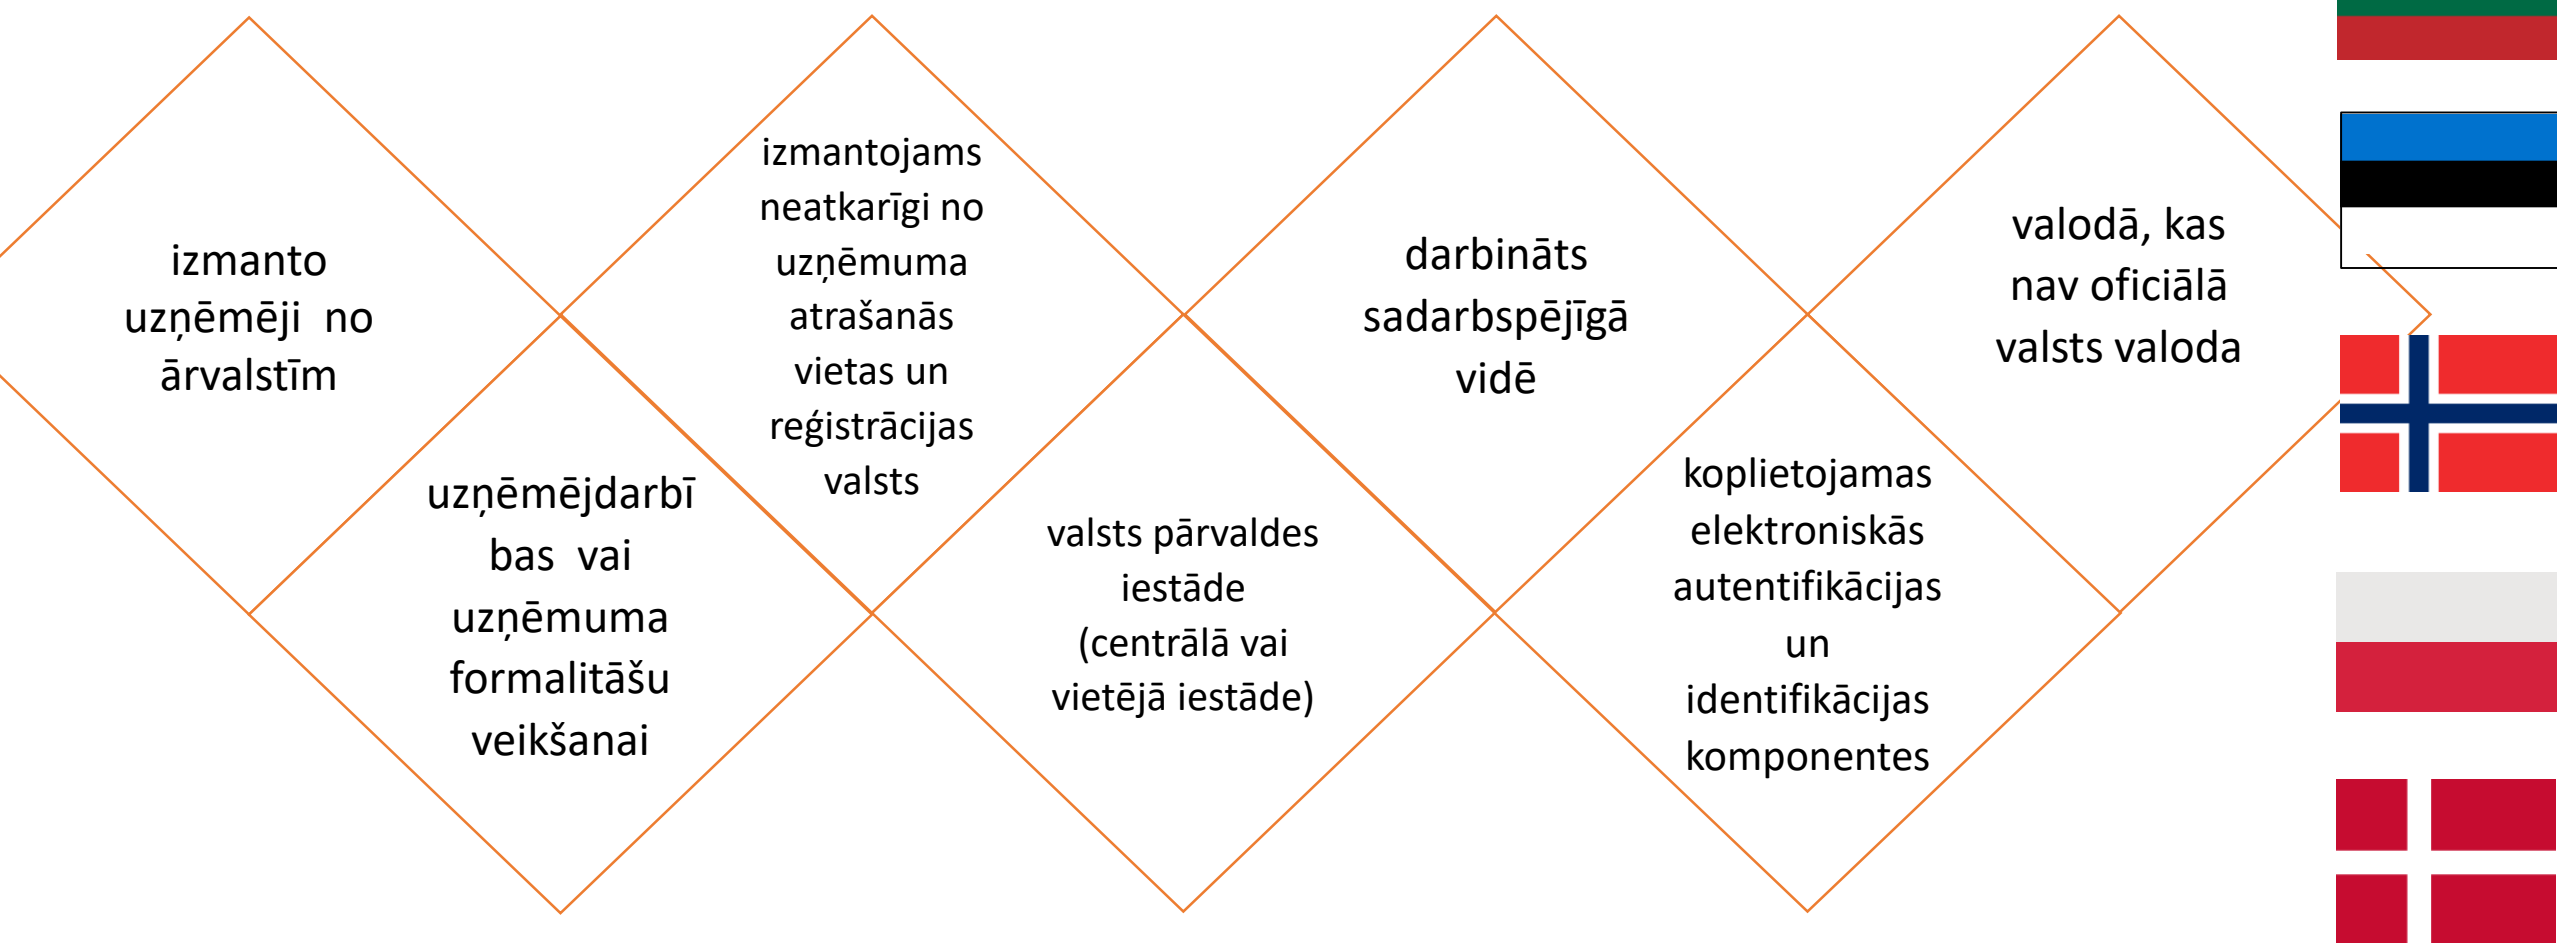 izmanto
uzņēmēji no
ārvalstīm
uzņēmējdarbī
bas vai
uzņēmuma
formalitāšu
veikšanai
izmantojams
neatkarīgi no
uzņēmuma
atrašanās
vietas un
reģistrācijas
valsts
valsts pārvaldes
iestāde
(centrālā vai
vietējā iestāde)
darbināts
sadarbspējīgā
vidē
koplietojamas
elektroniskās
autentifikācijas
un
identifikācijas
komponentes
valodā, kas
nav oficiālā
valsts valoda